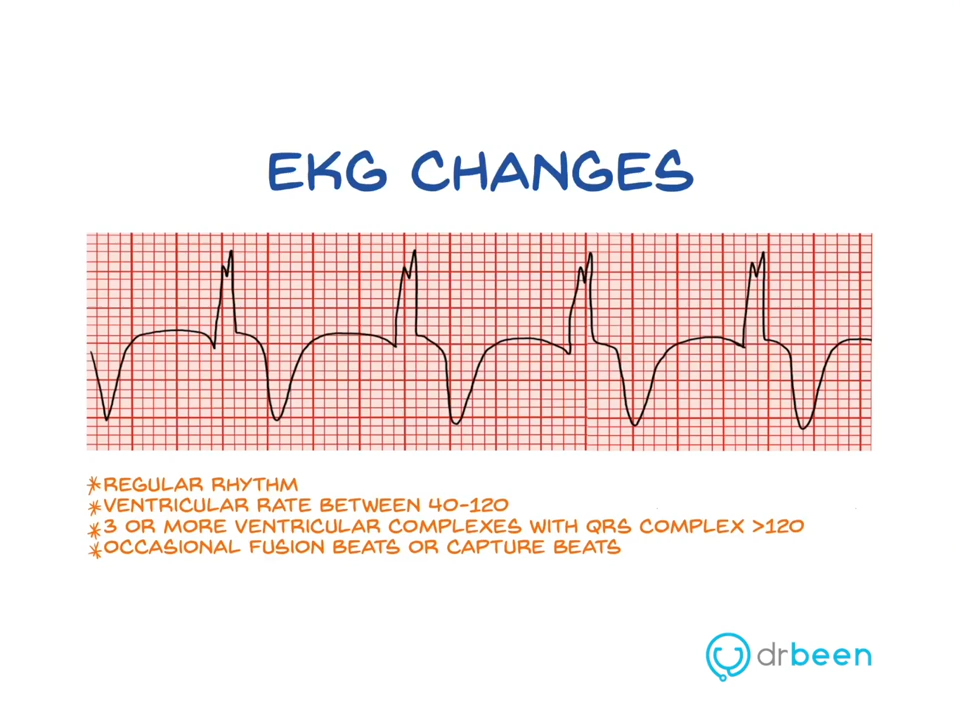 EKG CHANGES
*REGULAR RHYTHM
*VENTRICULAR RATE BETWEEN 40-120
*3 OR MORE VENTRICULAR COMPLEXES WITH QRS COMPLEX >120
*OCCASIONAL FUSION BEATS OR CAPTURE BEATS
drbeen